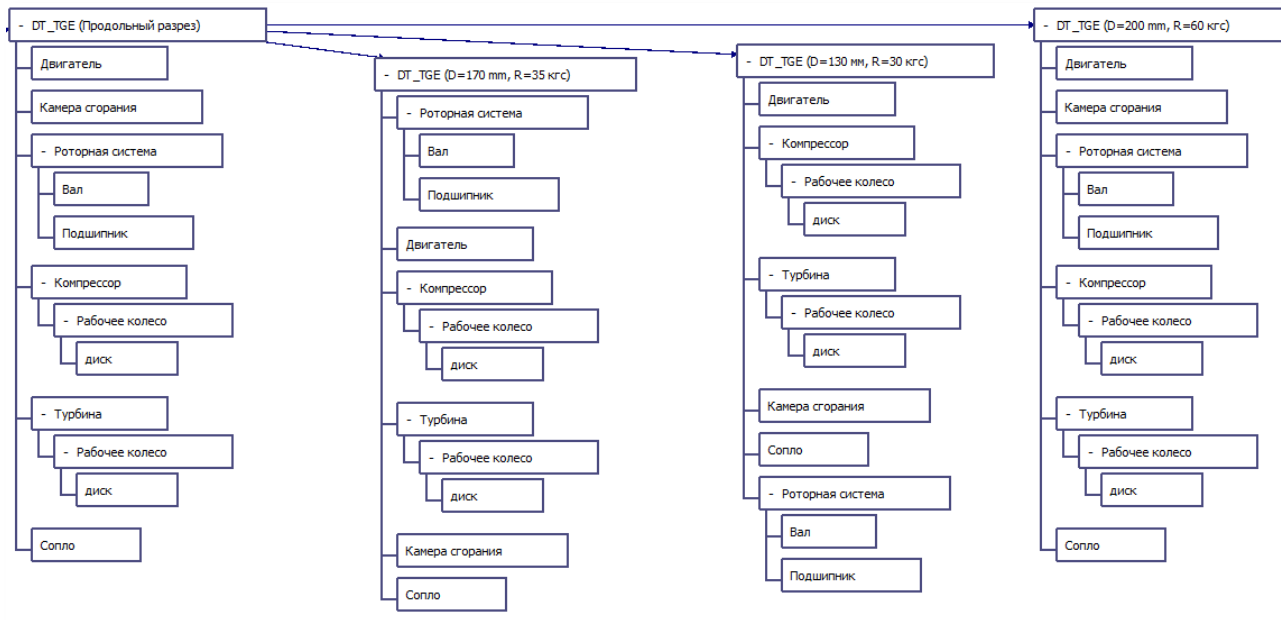 - DT_TGE (Продольный разрез)
Двигатель
Камера сгорания
- Роторная система
Вал
Подшипник
- Компрессор
- Рабочее колесо
диск
- Турбина
- Рабочее колесо
диск
Сопло
- DT_TGE (D=170 mm, R=35 кгс)
- Роторная система
Вал
Подшипник
Двигатель
- Компрессор
- Рабочее колесо
диск
- Турбина
- Рабочее колесо
диск
Камера сгорания
Сопло
- DT_TGE (D=130 мм, R=30 кгс)
Двигатель
- Компрессор
- Рабочее колесо
диск
- Турбина
- Рабочее колесо
диск
Камера сгорания
Сопло
- Роторная система
Вал
Подшипник
- DT_TGE (D=200 mm, R=60 кгс)
Двигатель
Камера сгорания
- Роторная система
Вал
Подшипник
- Компрессор
- Рабочее колесо
диск
- Турбина
- Рабочее колесо
диск
Сопло